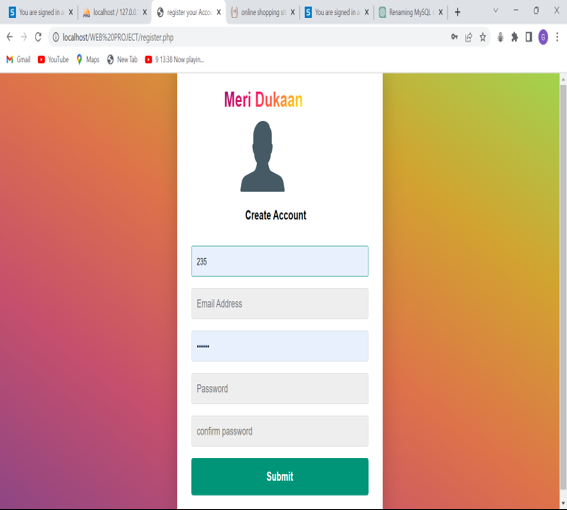 You are signed in a
localhost / 127.0.0.
register your Accou
online shopping sit
You are signed in a
Renaming MySQL
localhost/WEB%20PROJECT/register.php
G
Gmail
YouTube
Maps
New Tab
9 13:38 Now playin...
Meri Dukaan
Create Account
235
Email Address
••••••
Password
confirm password
Submit